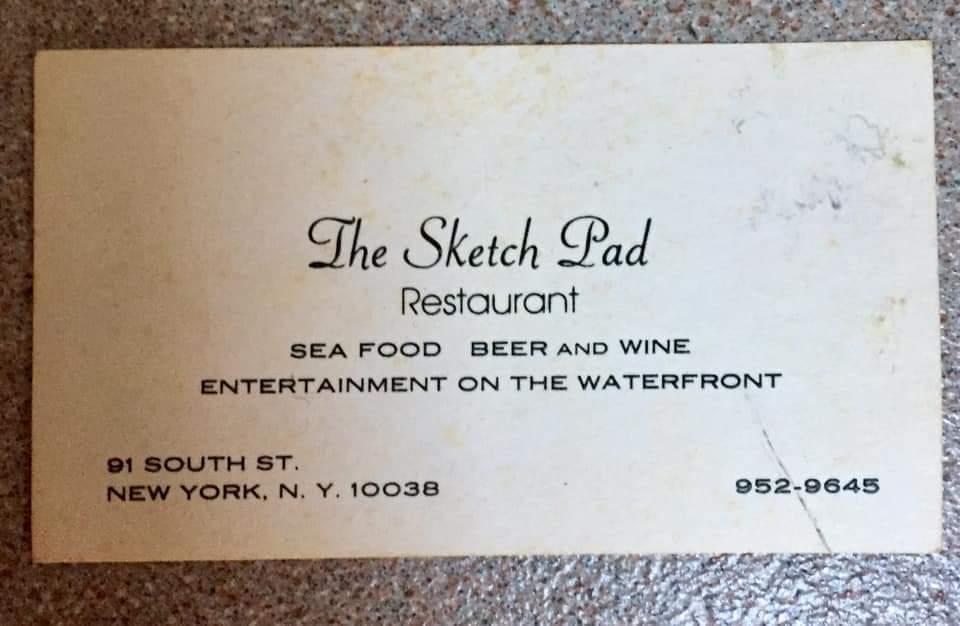 The Sketch Pad
Restaurant
SEA FOOD BEER AND WINE
ENTERTAINMENT ON THE WATERFRONT
91 SOUTH ST.
NEW YORK, N. Y. 10038
952-9645